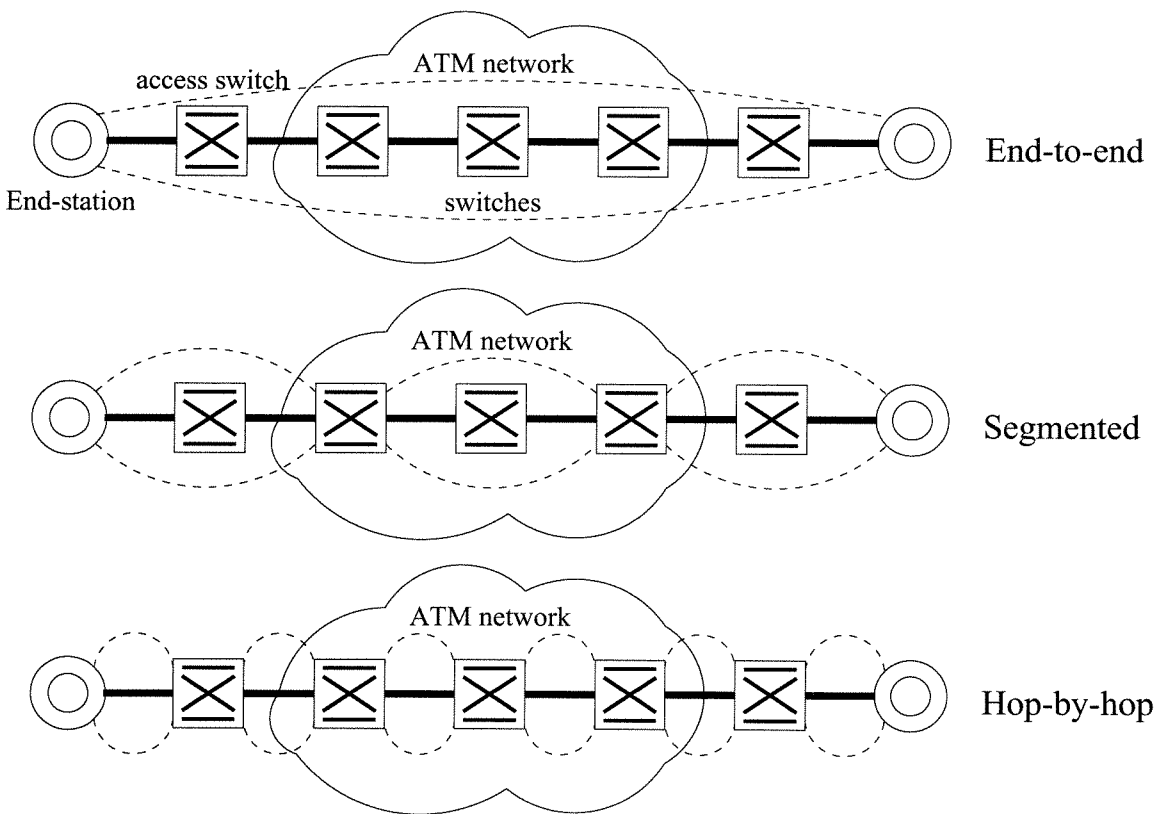 ATM network
access switch
End-to-end
End-station
switches
ATM network
Segmented
ATM network
Hop-by-hop